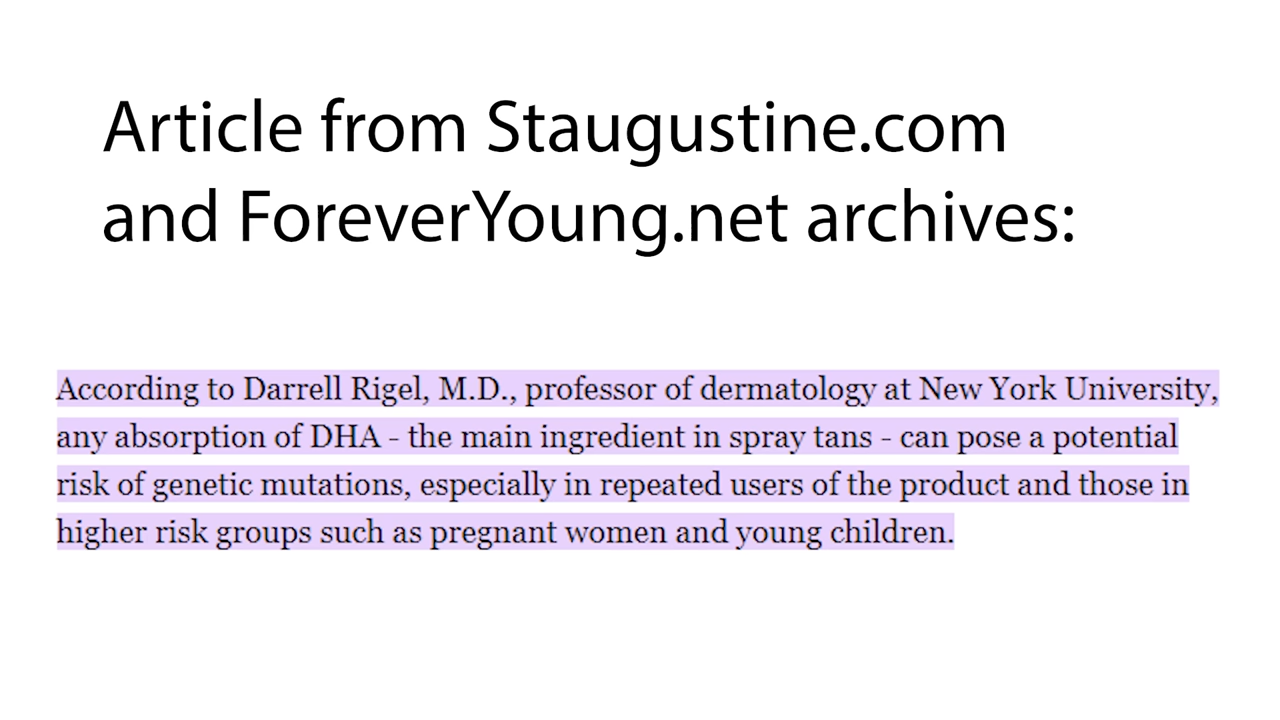 Article from Staugustine.com
and ForeverYoung.net archives:
According to Darrell Rigel, M.D., professor of dermatology at New York University,
any absorption of DHA - the main ingredient in spray tans - can pose a potential
risk of genetic mutations, especially in repeated users of the product and those in
higher risk groups such as pregnant women and young children.